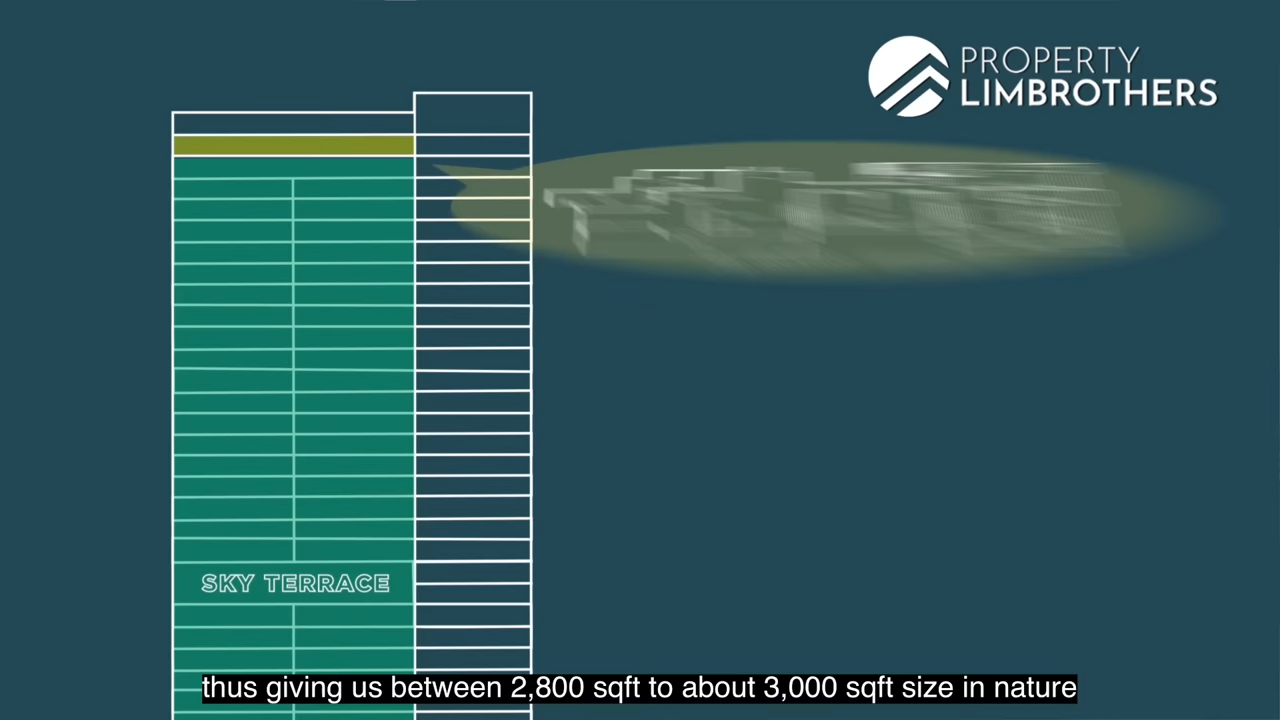 PROPERTY
LIMBROTHERS
SKY TERRACE
thus giving us between 2,800 sqft to about 3,000 sqft size in nature